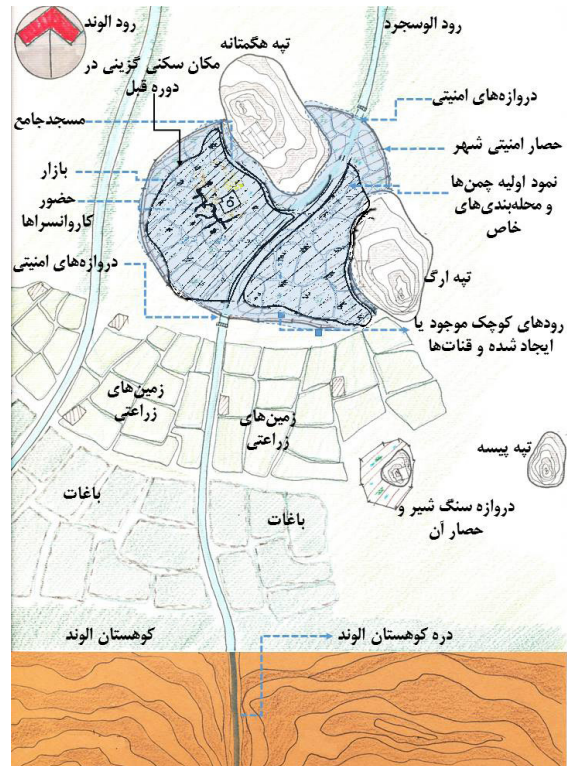 رود الوسجرد
رود الوند
تپه هگمتانه
مکان سکنی گزینی در
دوره قبل
دروازه‌های امنیتی
مسجدجامع
حصار امنیتی شهر
بازار
نمود اولیه چمن‌ها
و محله‌بندی‌های
خاص
حضور
کاروانسراها
دروازه‌های امنیتی
تپه ارگ
رودهای کوچک موجود یا
ایجاد شده و قنات‌ها
زمین‌های
زراعتی
زمین‌های
زراعتی
تپه پیسه
دروازه سنگ شیر و
حصار آن
باغات
باغات
دره کوهستان الوند
کوهستان الوند